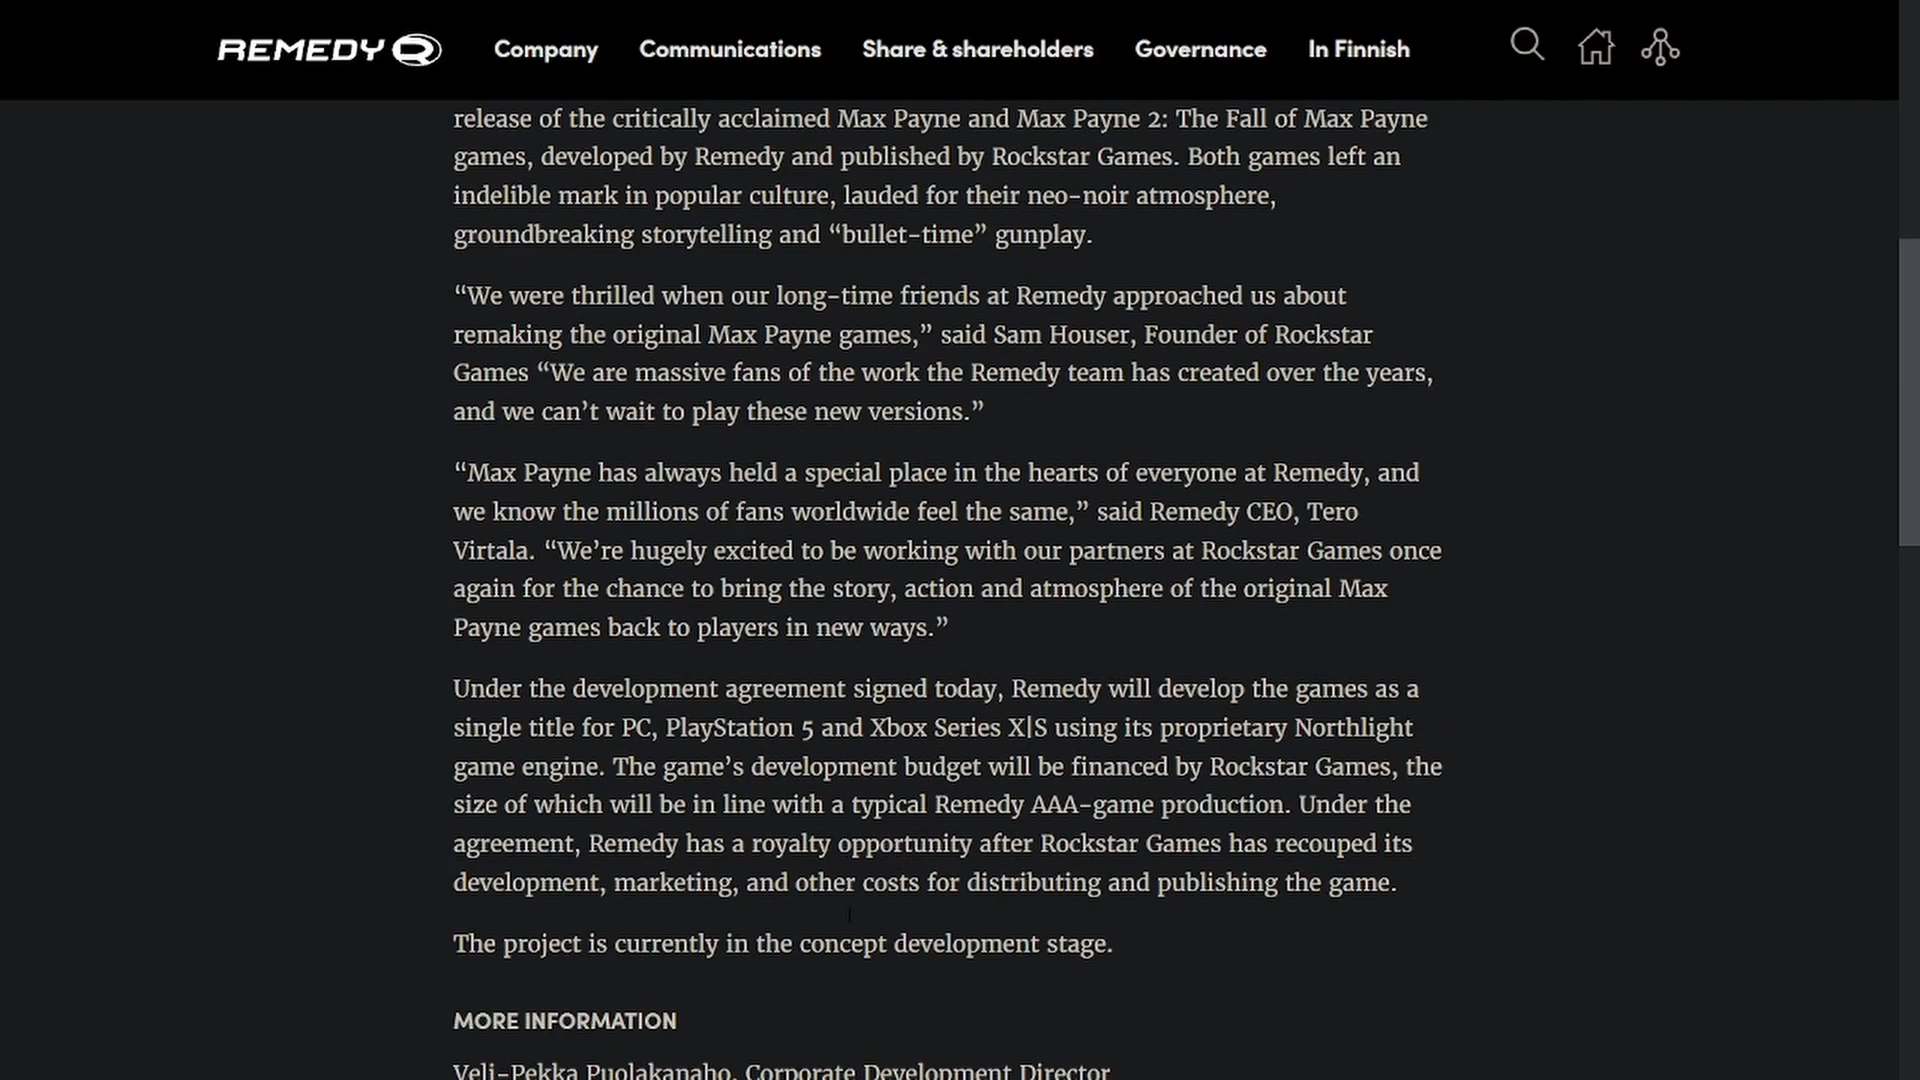 REMEDY
Company
Communications
Share & shareholders
Governance
In Finnish
release of the critically acclaimed Max Payne and Max Payne 2: The Fall of Max Payne
games, developed by Remedy and published by Rockstar Games. Both games left an
indelible mark in popular culture, lauded for their neo-noir atmosphere,
groundbreaking storytelling and “bullet-time” gunplay.
“We were thrilled when our long-time friends at Remedy approached us about
remaking the original Max Payne games,” said Sam Houser, Founder of Rockstar
Games “We are massive fans of the work the Remedy team has created over the years,
and we can’t wait to play these new versions.”
“Max Payne has always held a special place in the hearts of everyone at Remedy, and
we know the millions of fans worldwide feel the same,” said Remedy CEO, Tero
Virtala. “We’re hugely excited to be working with our partners at Rockstar Games once
again for the chance to bring the story, action and atmosphere of the original Max
Payne games back to players in new ways.”
Under the development agreement signed today, Remedy will develop the games as a
single title for PC, PlayStation 5 and Xbox Series X|S using its proprietary Northlight
game engine. The game’s development budget will be financed by Rockstar Games, the
size of which will be in line with a typical Remedy AAA-game production. Under the
agreement, Remedy has a royalty opportunity after Rockstar Games has recouped its
development, marketing, and other costs for distributing and publishing the game.
The project is currently in the concept development stage.
MORE INFORMATION
Veli-Pekka Puolakanaho, Corporate Development Director